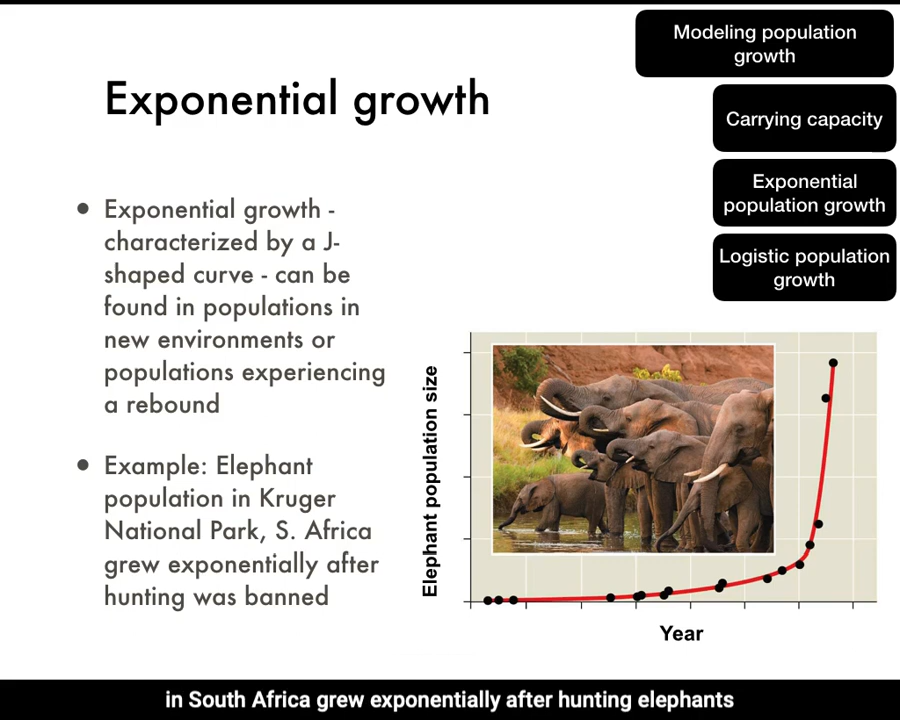 Modeling population
growth
Exponential growth
Carrying capacity
Exponential
population growth
Logistic population
growth
• Exponential growth -
characterized by a J-
shaped curve - can be
found in populations in
new environments or
populations experiencing
a rebound
• Example: Elephant
population in Kruger
National Park, S. Africa
grew exponentially after
hunting was banned
Elephant population size
Year
in South Africa grew exponentially after hunting elephants